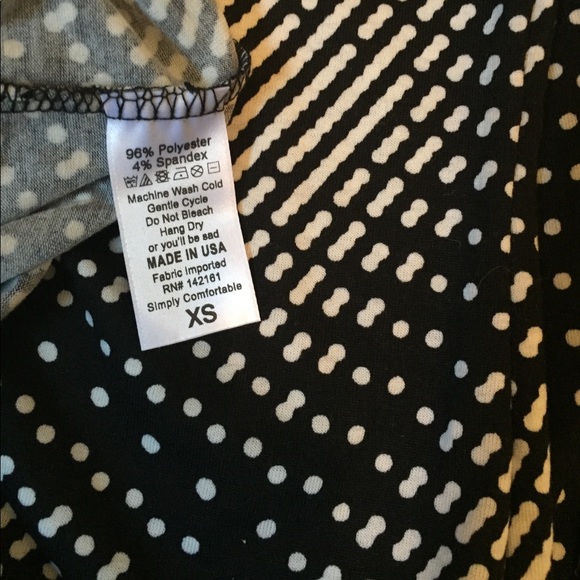 96% Polyester
4% Spandex
Machine Wash Cold
Gentle Cycle
Do Not Bleach
Hang Dry
or you'll be sad
MADE IN USA
Fabric Imported
RN# 142161
Simply Comfortable
XS